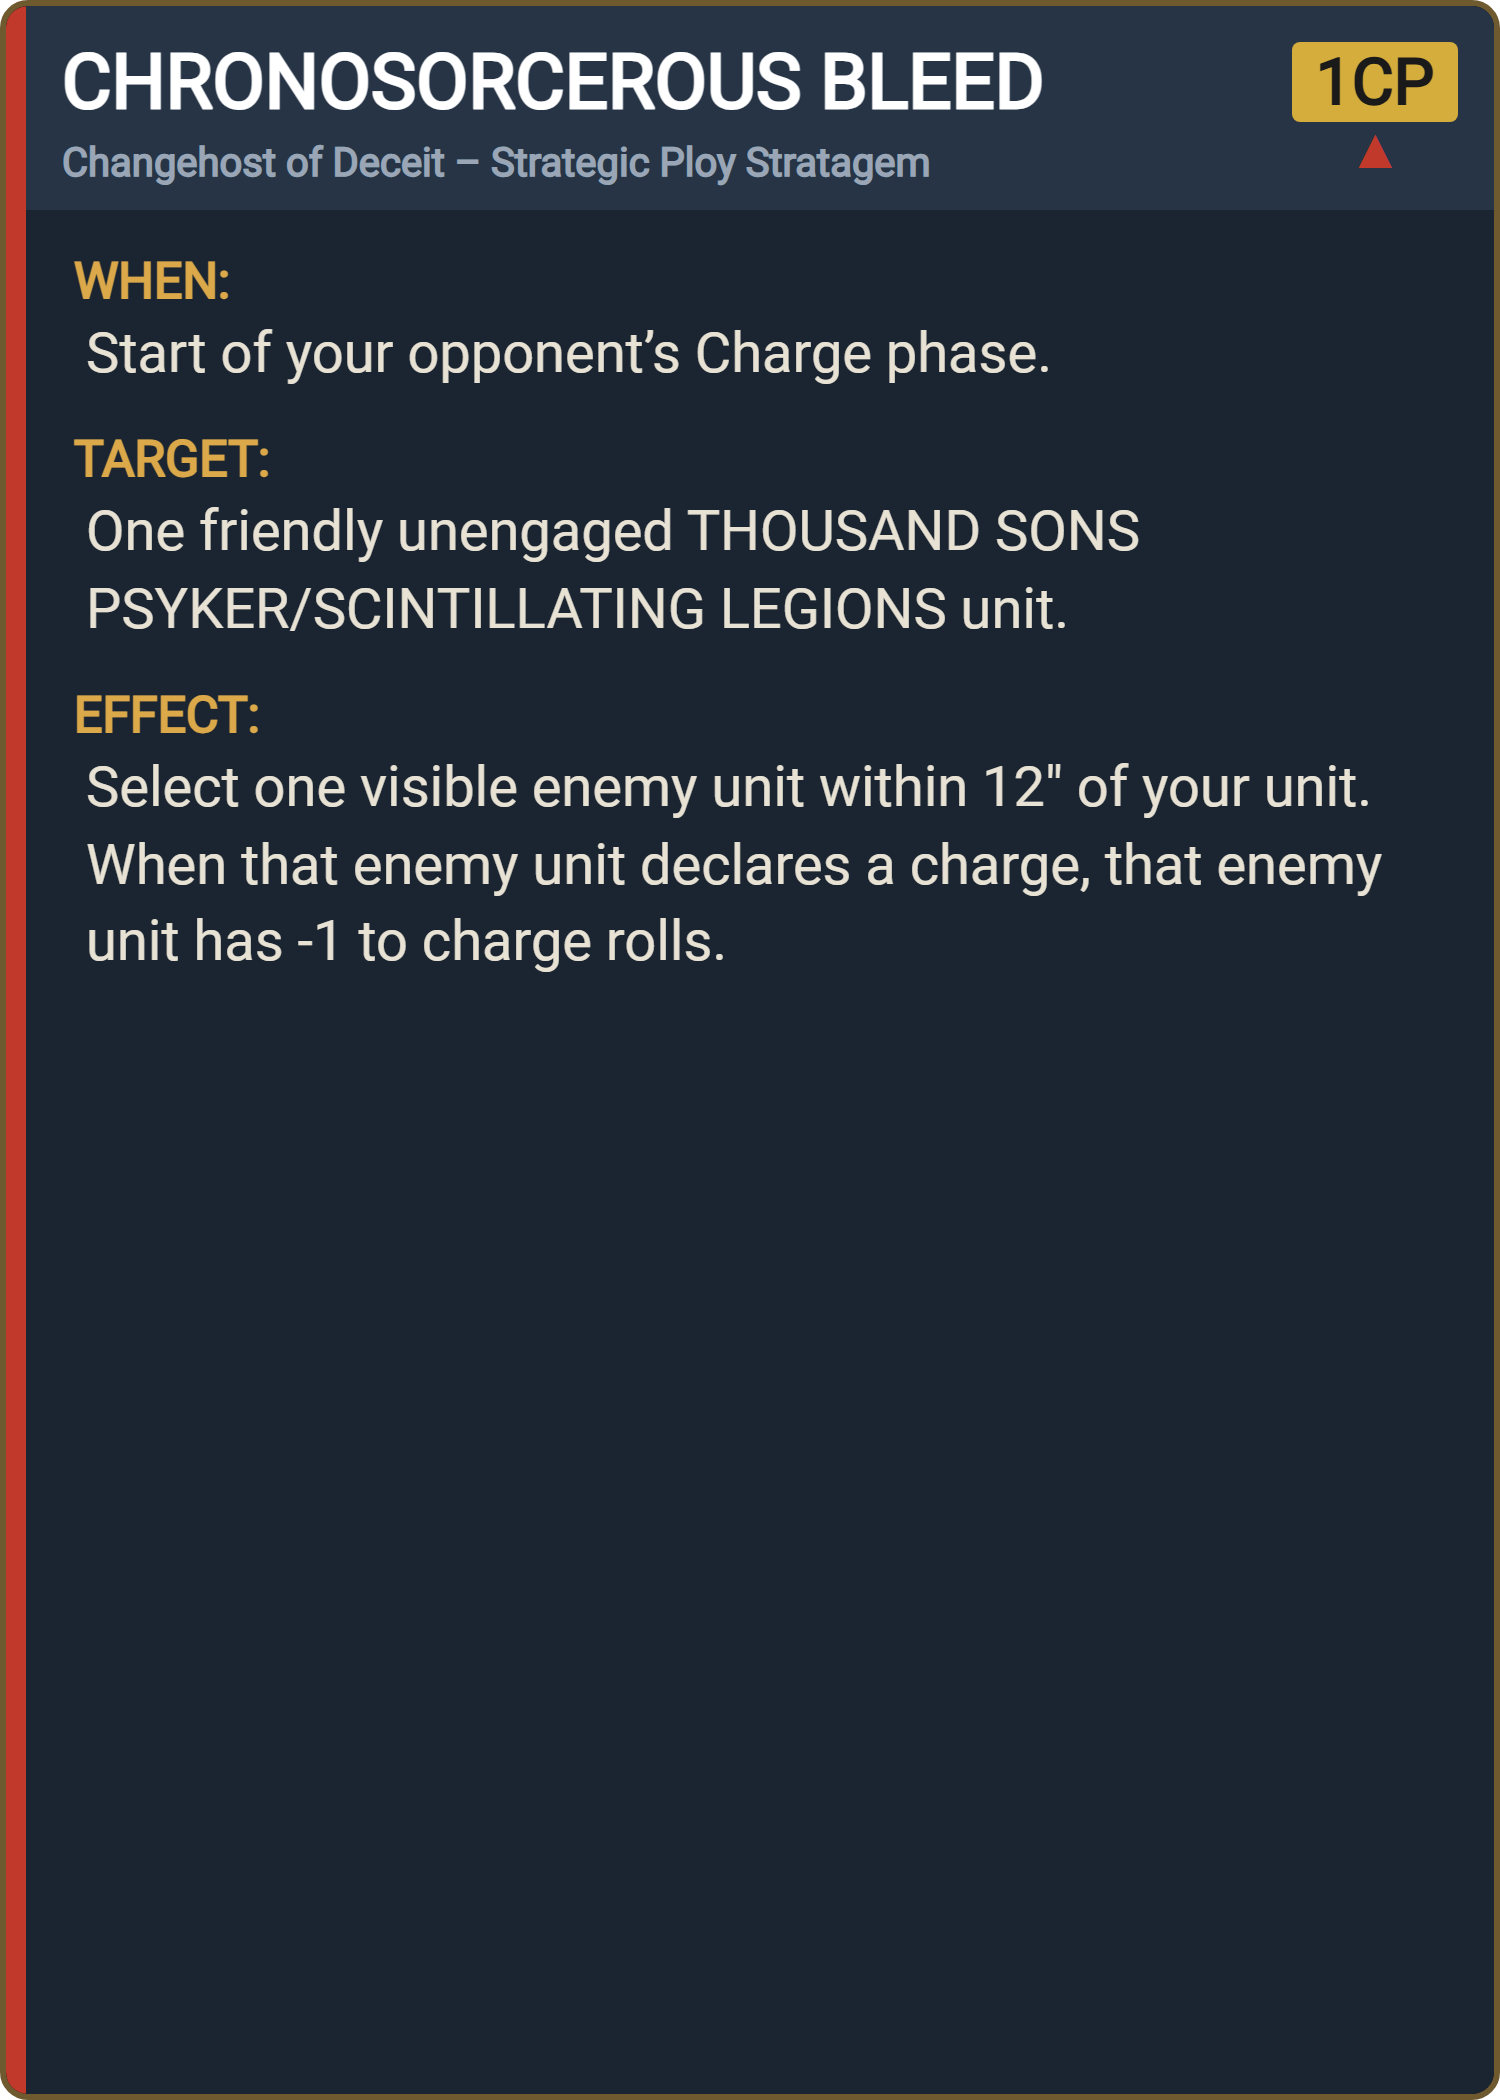 CHRONOSORCEROUS BLEED
1CP
Changehost of Deceit – Strategic Ploy Stratagem
WHEN:
Start of your opponent’s Charge phase.
TARGET:
One friendly unengaged THOUSAND SONS
PSYKER/SCINTILLATING LEGIONS unit.
EFFECT:
Select one visible enemy unit within 12" of your unit.
When that enemy unit declares a charge, that enemy
unit has -1 to charge rolls.